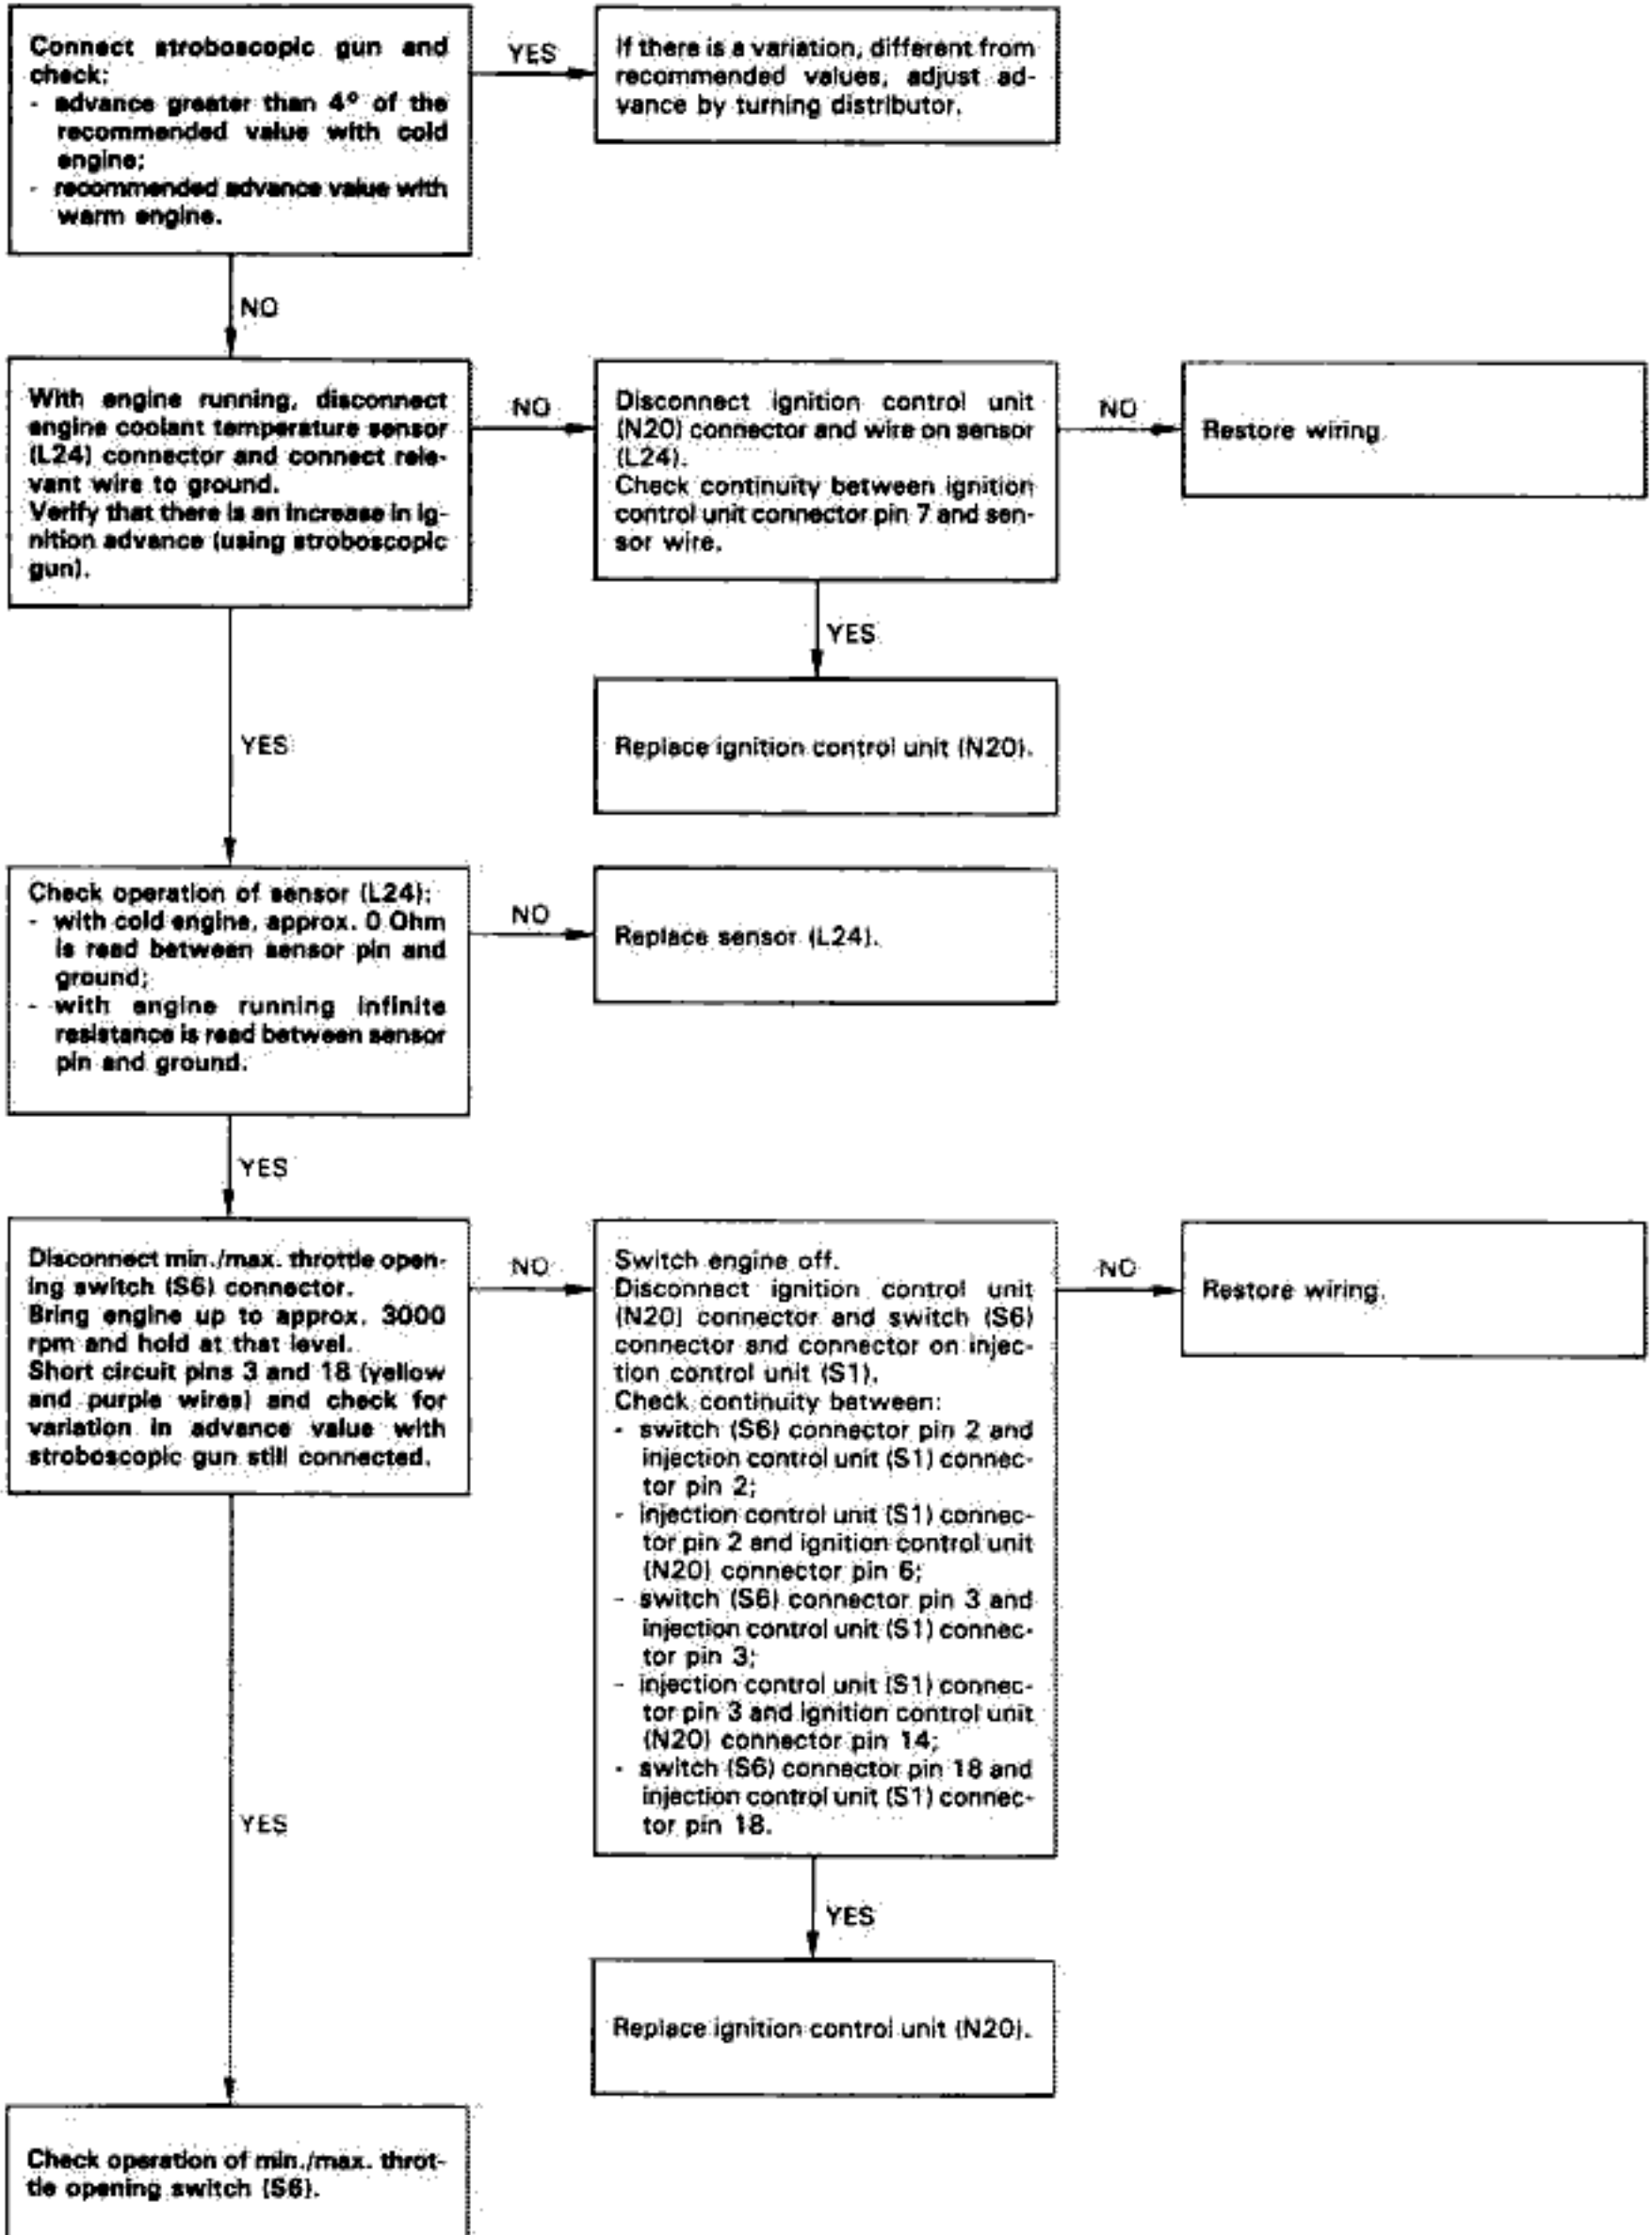 Connect stroboscopic gun and
check:
- advance greater than 4° of the
recommended value with cold
engine;
- recommended advance value with
warm engine.
YES
If there is a variation, different from
recommended values, adjust ad-
vance by turning distributor.
NO
With engine running, disconnect
engine coolant temperature sensor
(L24) connector and connect rele-
vant wire to ground.
Verify that there is an increase in ig-
nition advance (using stroboscopic
gun).
NO
Disconnect ignition control unit
(N20) connector and wire on sensor
(L24).
Check continuity between ignition
control unit connector pin 7 and sen-
sor wire.
NO
Restore wiring
YES
Replace ignition control unit (N20).
YES
Check operation of sensor (L24):
- with cold engine, approx. 0 Ohm
is read between sensor pin and
ground;
- with engine running infinite
resistance is read between sensor
pin and ground.
NO
Replace sensor (L24).
YES
Disconnect min./max. throttle open-
ing switch (S6) connector.
Bring engine up to approx. 3000
rpm and hold at that level.
Short circuit pins 3 and 18 (yellow
and purple wires) and check for
variation in advance value with
stroboscopic gun still connected.
NO
Switch engine off.
Disconnect ignition control unit
(N20) connector and switch (S6)
connector and connector on injec-
tion control unit (S1).
Check continuity between:
- switch (S6) connector pin 2 and
injection control unit (S1) connec-
tor pin 2;
- injection control unit (S1) connec-
tor pin 2 and ignition control unit
(N20) connector pin 6;
- switch (S6) connector pin 3 and
injection control unit (S1) connec-
tor pin 3;
- injection control unit (S1) connec-
tor pin 3 and ignition control unit
(N20) connector pin 14;
- switch (S6) connector pin 18 and
injection control unit (S1) connec-
tor pin 18.
NO
Restore wiring.
YES
Replace ignition control unit (N20).
YES
Check operation of min./max. throt-
tle opening switch (S6).